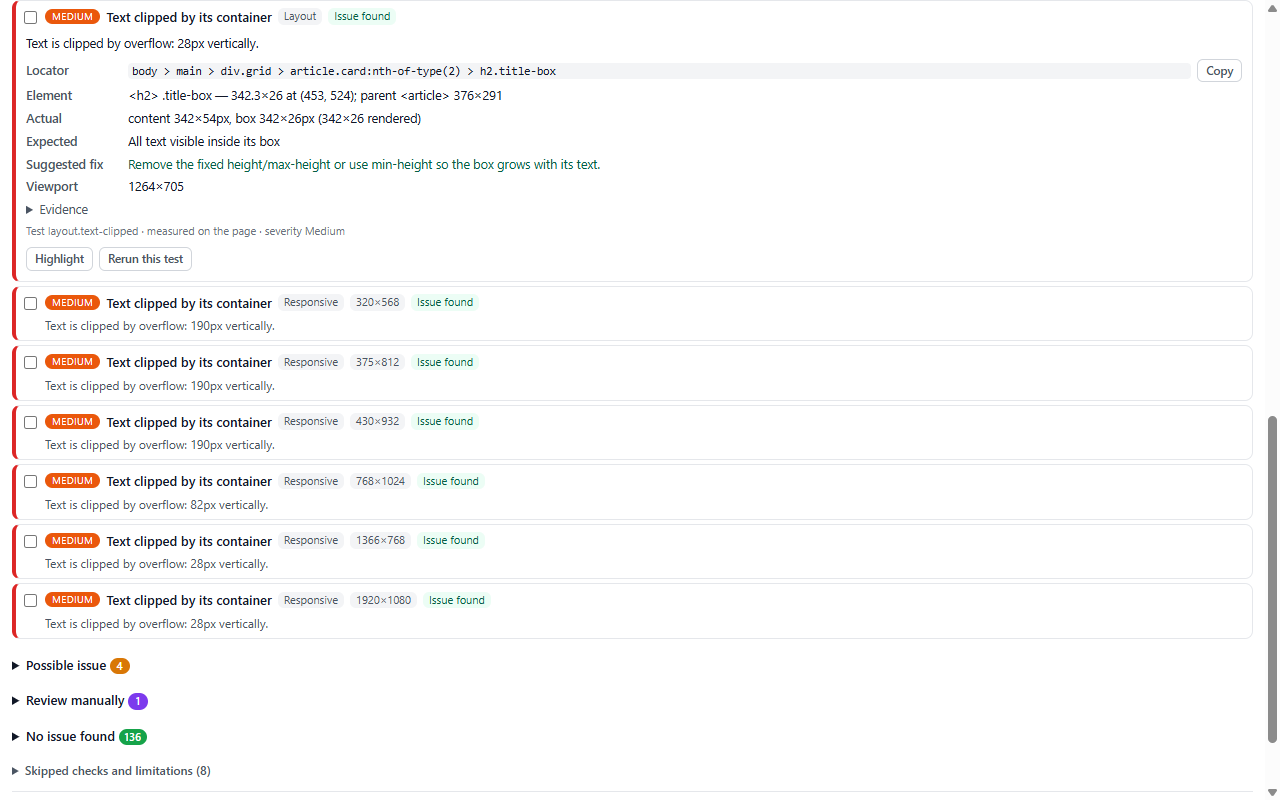 MEDIUM Text clipped by its container Layout Issue found
Text is clipped by overflow: 28px vertically.
Locator body > main > div.grid > article.card:nth-of-type(2) > h2.title-box Copy
Element <h2> .title-box — 342.3×26 at (453, 524); parent <article> 376×291
Actual content 342×54px, box 342×26px (342×26 rendered)
Expected All text visible inside its box
Suggested fix Remove the fixed height/max-height or use min-height so the box grows with its text.
Viewport 1264×705
Evidence
Test layout.text-clipped · measured on the page · severity Medium
Highlight Rerun this test
MEDIUM Text clipped by its container Responsive 320×568 Issue found
Text is clipped by overflow: 190px vertically.
MEDIUM Text clipped by its container Responsive 375×812 Issue found
Text is clipped by overflow: 190px vertically.
MEDIUM Text clipped by its container Responsive 430×932 Issue found
Text is clipped by overflow: 190px vertically.
MEDIUM Text clipped by its container Responsive 768×1024 Issue found
Text is clipped by overflow: 82px vertically.
MEDIUM Text clipped by its container Responsive 1366×768 Issue found
Text is clipped by overflow: 28px vertically.
MEDIUM Text clipped by its container Responsive 1920×1080 Issue found
Text is clipped by overflow: 28px vertically.
Possible issue 4
Review manually 1
No issue found 136
Skipped checks and limitations (8)